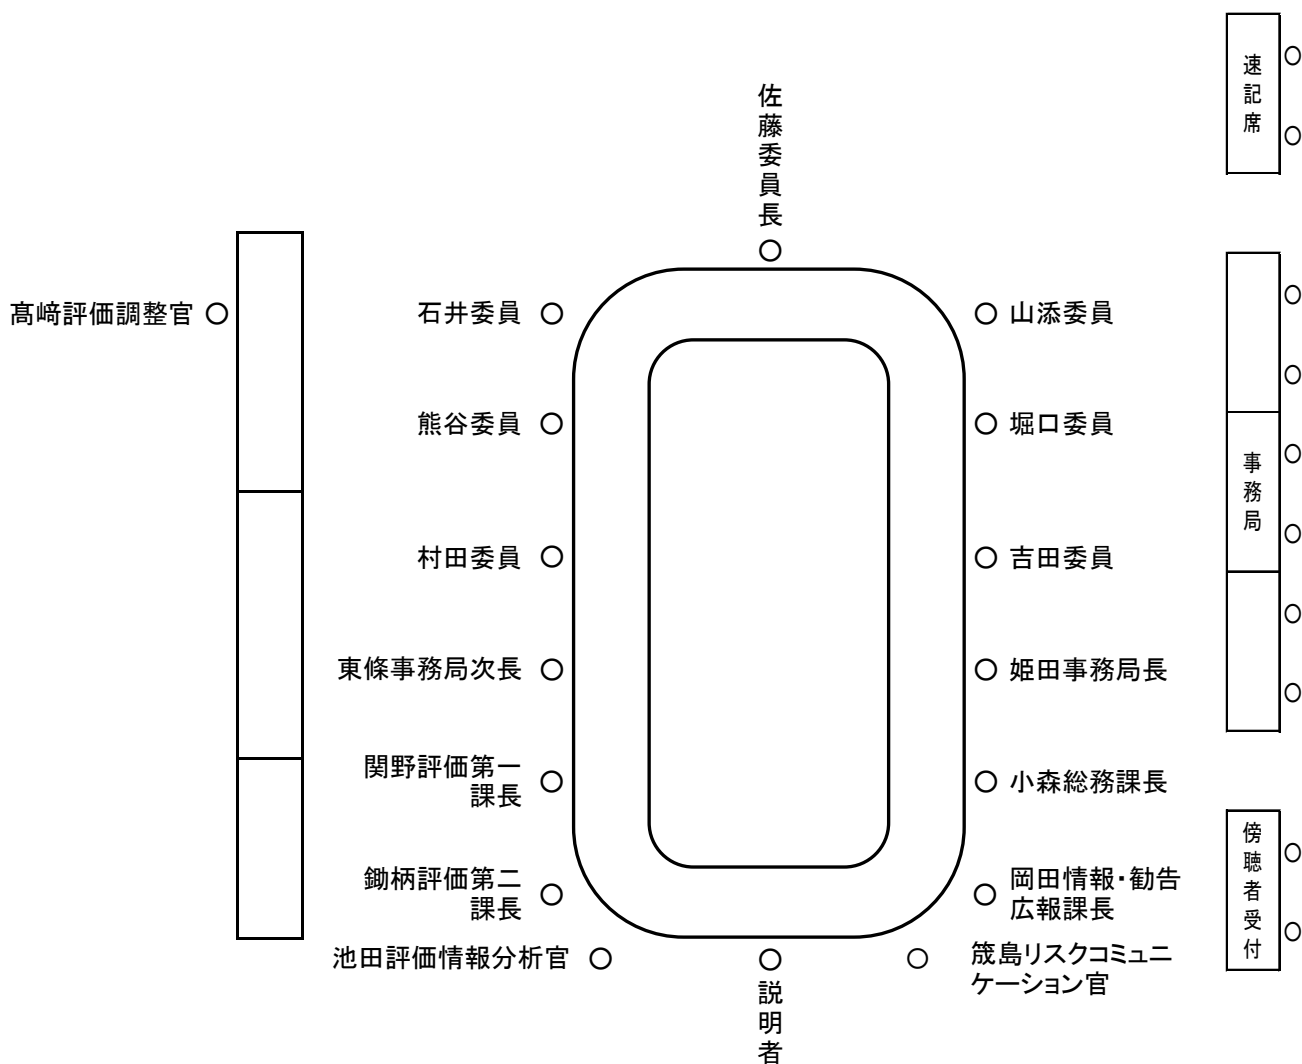 速記席
佐藤委員長
髙﨑評価調整官
石井委員
山添委員
熊谷委員
堀口委員
事務局
村田委員
吉田委員
東條事務局次長
姫田事務局長
関野評価第一
課長
小森総務課長
鋤柄評価第二
課長
岡田情報・勧告
広報課長
傍聴者受付
池田評価情報分析官
説明者
筬島リスクコミュニ
ケーション官